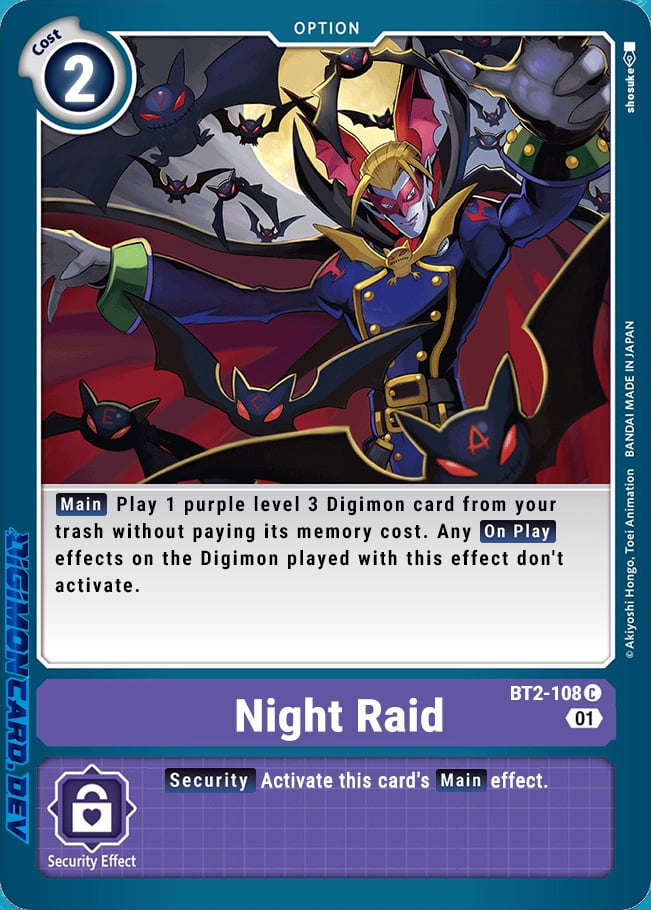 OPTION
Cost
2
shosuke
Main Play 1 purple level 3 Digimon card from your
trash without paying its memory cost. Any On Play
effects on the Digimon played with this effect don't
activate.
© Akiyoshi Hongo, Toei Animation BANDAI MADE IN JAPAN
DIGIMONCARD.DEV
BT2-108 C
Night Raid
01
Security Activate this card's Main effect.
Security Effect
E
C
A